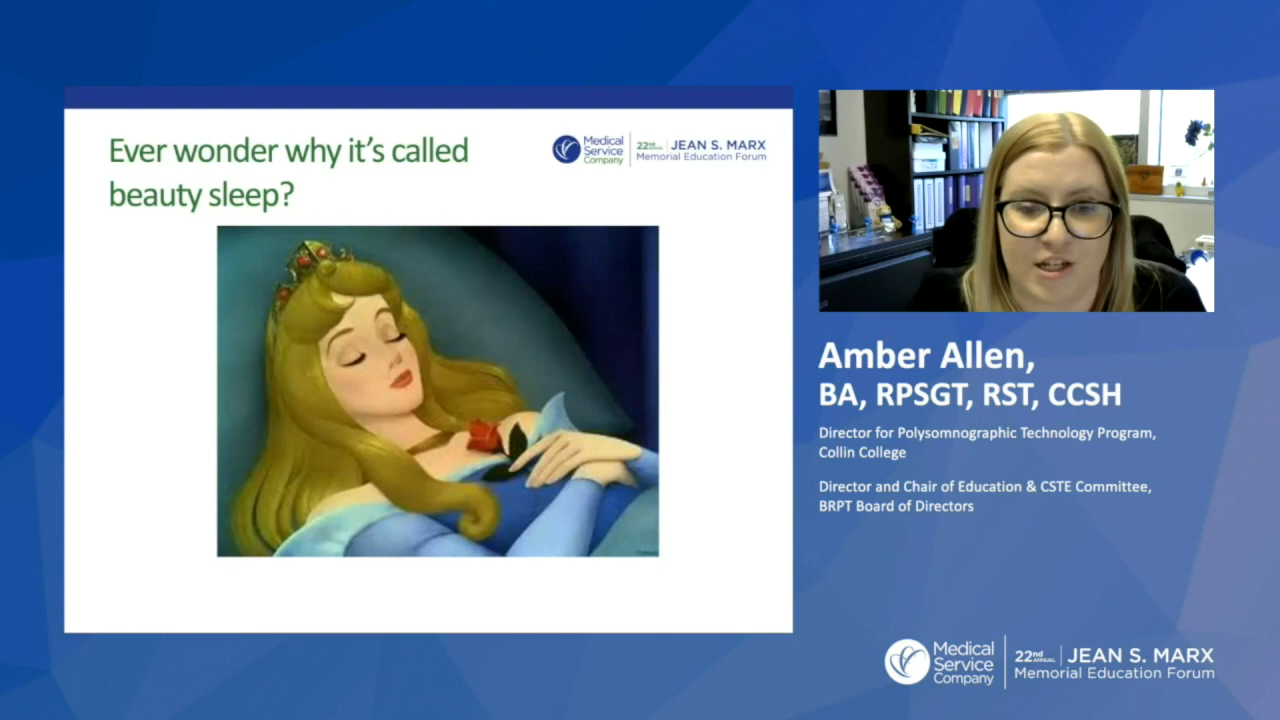 Ever wonder why it's called
beauty sleep?
Medical
Service
Company
22nd ANNUAL
JEAN S. MARX
Memorial Education Forum
Amber Allen,
BA, RPSGT, RST, CCSH
Director for Polysomnographic Technology Program,
Collin College
Director and Chair of Education & CSTE Committee,
BRPT Board of Directors
Medical
Service
Company
22nd ANNUAL
JEAN S. MARX
Memorial Education Forum